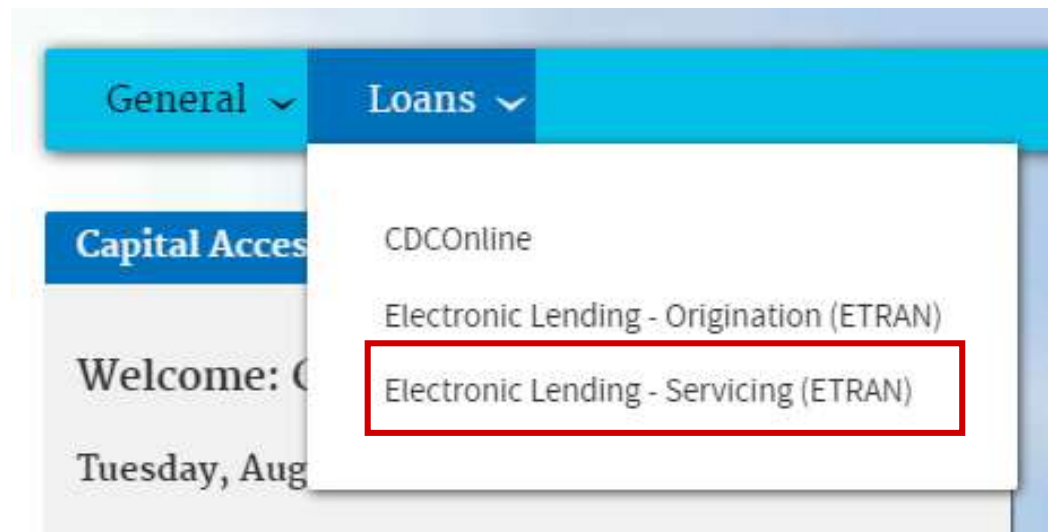 General Loans
CDCOnline
Electronic Lending - Origination (ETRAN)
Electronic Lending - Servicing (ETRAN)
Capital Acces
Welcome:
Tuesday, Aug